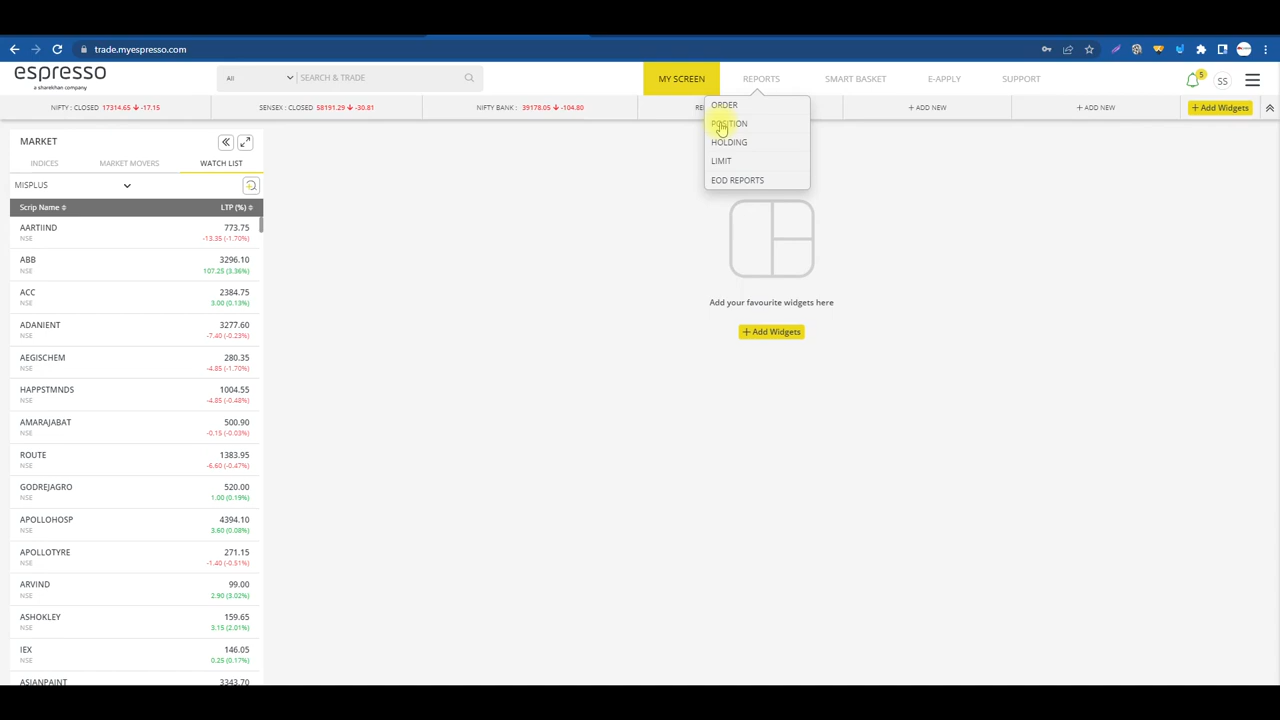 trade.myespresso.com
espresso
a sharekhan company
All
SEARCH & TRADE
MY SCREEN
REPORTS
SMART BASKET
E-APPLY
SUPPORT
5
SS
NIFTY : CLOSED 17314.65 -17.15
SENSEX : CLOSED 58191.29 -30.81
NIFTY BANK : 39178.05 -104.80
+ ADD NEW
+ ADD NEW
+ Add Widgets
ORDER
POSITION
HOLDING
LIMIT
EOD REPORTS
MARKET
INDICES
MARKET MOVERS
WATCH LIST
MISPLUS
Scrip Name
LTP (%)
AARTIIND 773.75
NSE -13.35 (-1.70%)
ABB 3296.10
NSE 107.25 (3.36%)
ACC 2384.75
NSE 3.00 (0.13%)
ADANIENT 3277.60
NSE -7.40 (-0.23%)
AEGISCHEM 280.35
NSE -4.85 (-1.70%)
HAPPSTMNDS 1004.55
NSE -4.85 (-0.48%)
AMARAJABAT 500.90
NSE -0.15 (-0.03%)
ROUTE 1383.95
NSE -6.60 (-0.47%)
GODREJAGRO 520.00
NSE 1.00 (0.19%)
APOLLOHOSP 4394.10
NSE 3.60 (0.08%)
APOLLOTYRE 271.15
NSE -1.40 (-0.51%)
ARVIND 99.00
NSE 2.90 (3.02%)
ASHOKLEY 159.65
NSE 3.15 (2.01%)
IEX 146.05
NSE 0.25 (0.17%)
ASIANPAINT 3343.70
Add your favourite widgets here
+ Add Widgets